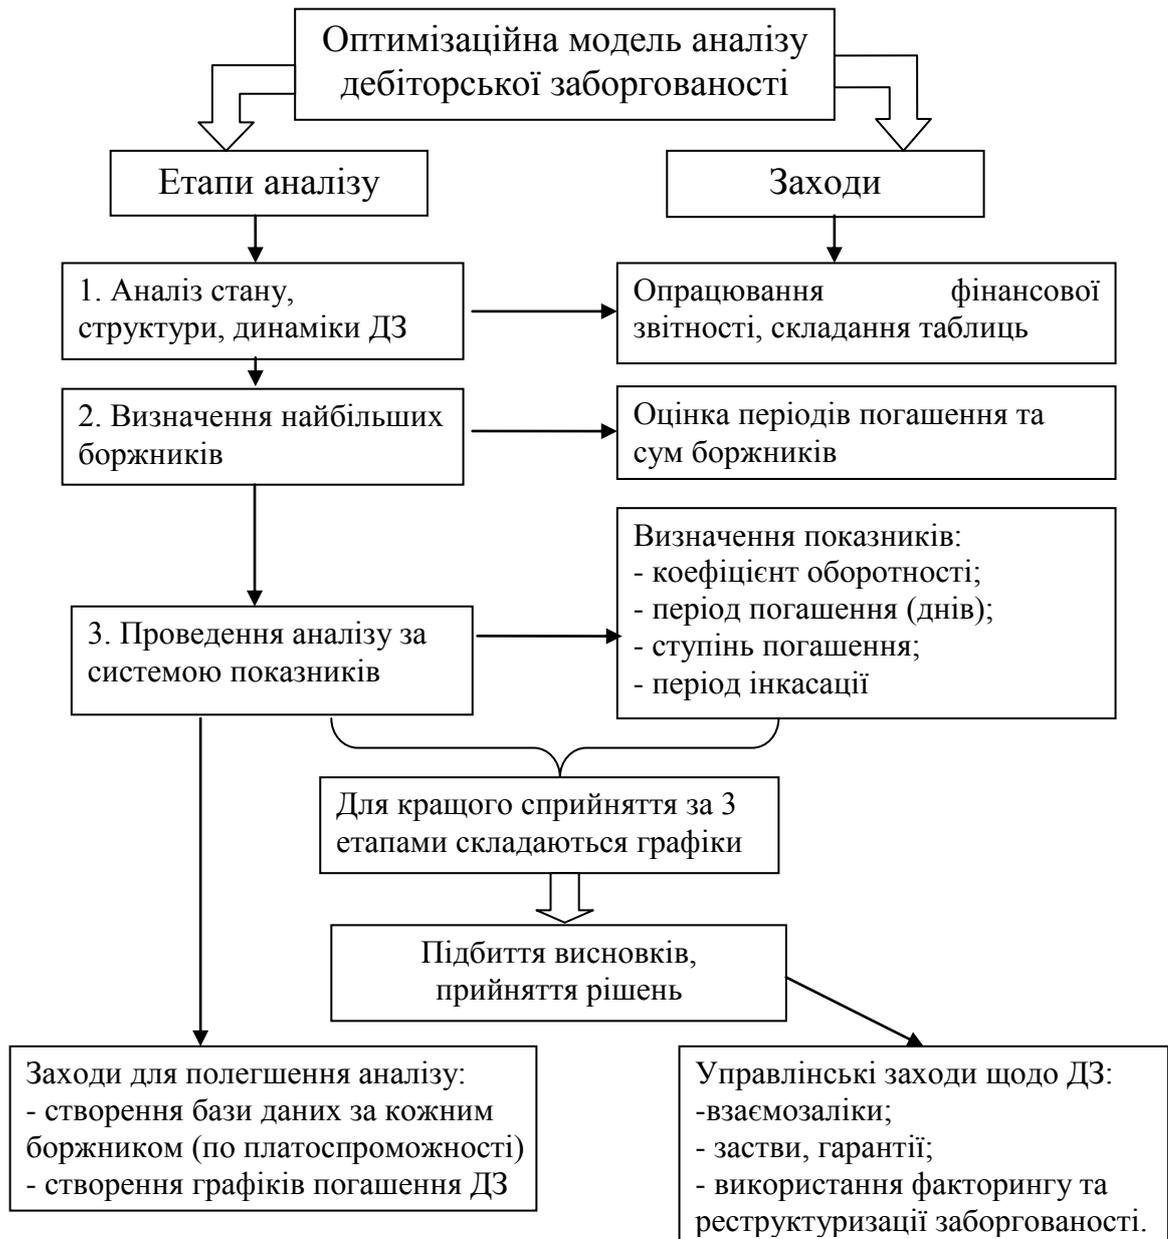 Оптимізаційна модель аналізу
дебіторської заборгованості
Етапи аналізу
Заходи
1. Аналіз стану,
структури, динаміки ДЗ
Опрацювання фінансової
звітності, складання таблиць
2. Визначення найбільших
боржників
Оцінка періодів погашення та
сум боржників
3. Проведення аналізу за
системою показників
Визначення показників:
- коефіцієнт оборотності;
- період погашення (днів);
- ступінь погашення;
- період інкасації
Для кращого сприйняття за 3
етапами складаються графіки
Підбиття висновків,
прийняття рішень
Заходи для полегшення аналізу:
- створення бази даних за кожним
боржником (по платоспроможності)
- створення графіків погашення ДЗ
Управлінські заходи щодо ДЗ:
-взаємозаліки;
- застви, гарантії;
- використання факторингу та
реструктуризації заборгованості.